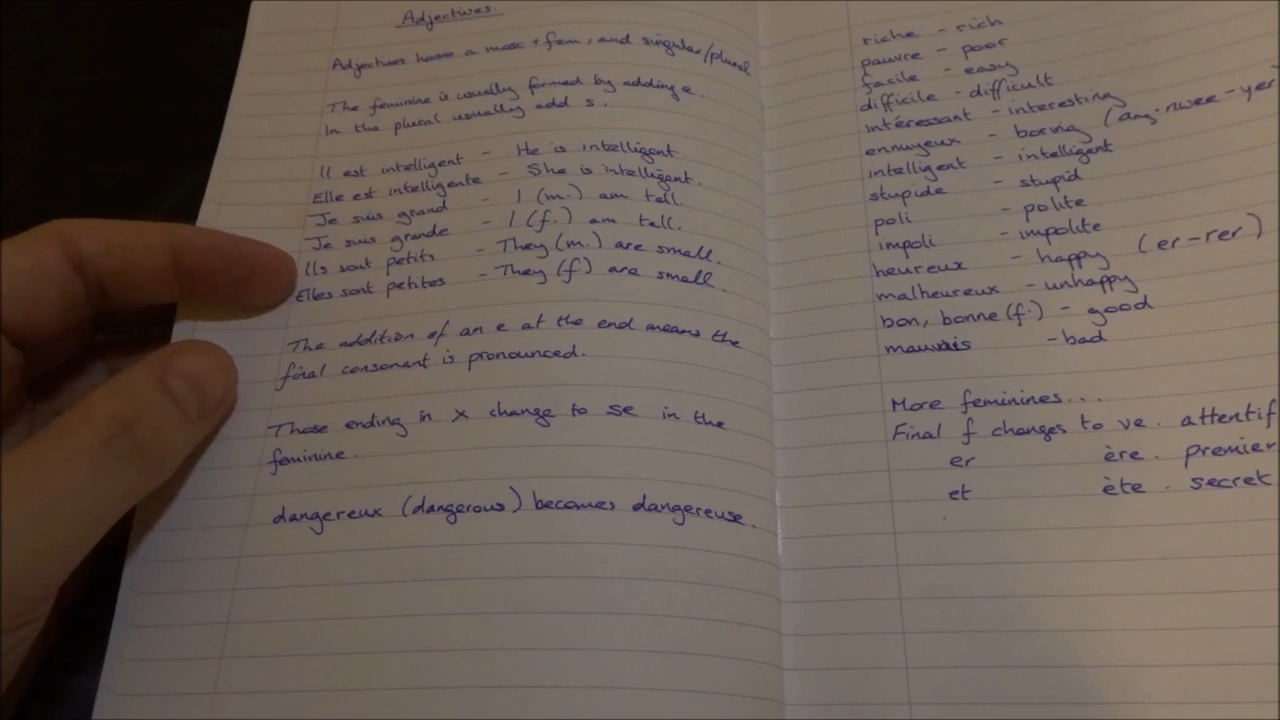 Adjectives.
Adjectives have a masc + fem, and singular/plural
The feminine is usually formed by adding e.
In the plural usually add s.
Il est intelligent - He is intelligent.
Elle est intelligente - She is intelligent.
Je suis grand - I (m.) am tall.
Je suis grande - I (f.) am tall.
Ils sont petits - They (m.) are small.
Elles sont petites - They (f) are small.
The addition of an e at the end means the
final consonant is pronounced.
Those ending in x change to se in the
feminine.
dangereux (dangerous) becomes dangereuse.
riche - rich
pauvre - poor
facile - easy
difficile - difficult
intéressant - interesting
ennuyeux - boring (ang-nwee-yer
intelligent - intelligent
stupide - stupid
poli - polite
impoli - impolite
heureux - happy (er-rer)
malheureux - unhappy
bon, bonne (f.) - good
mauvais - bad
More feminines...
Final f changes to ve. attentif
er ère. premier
et ète. secret